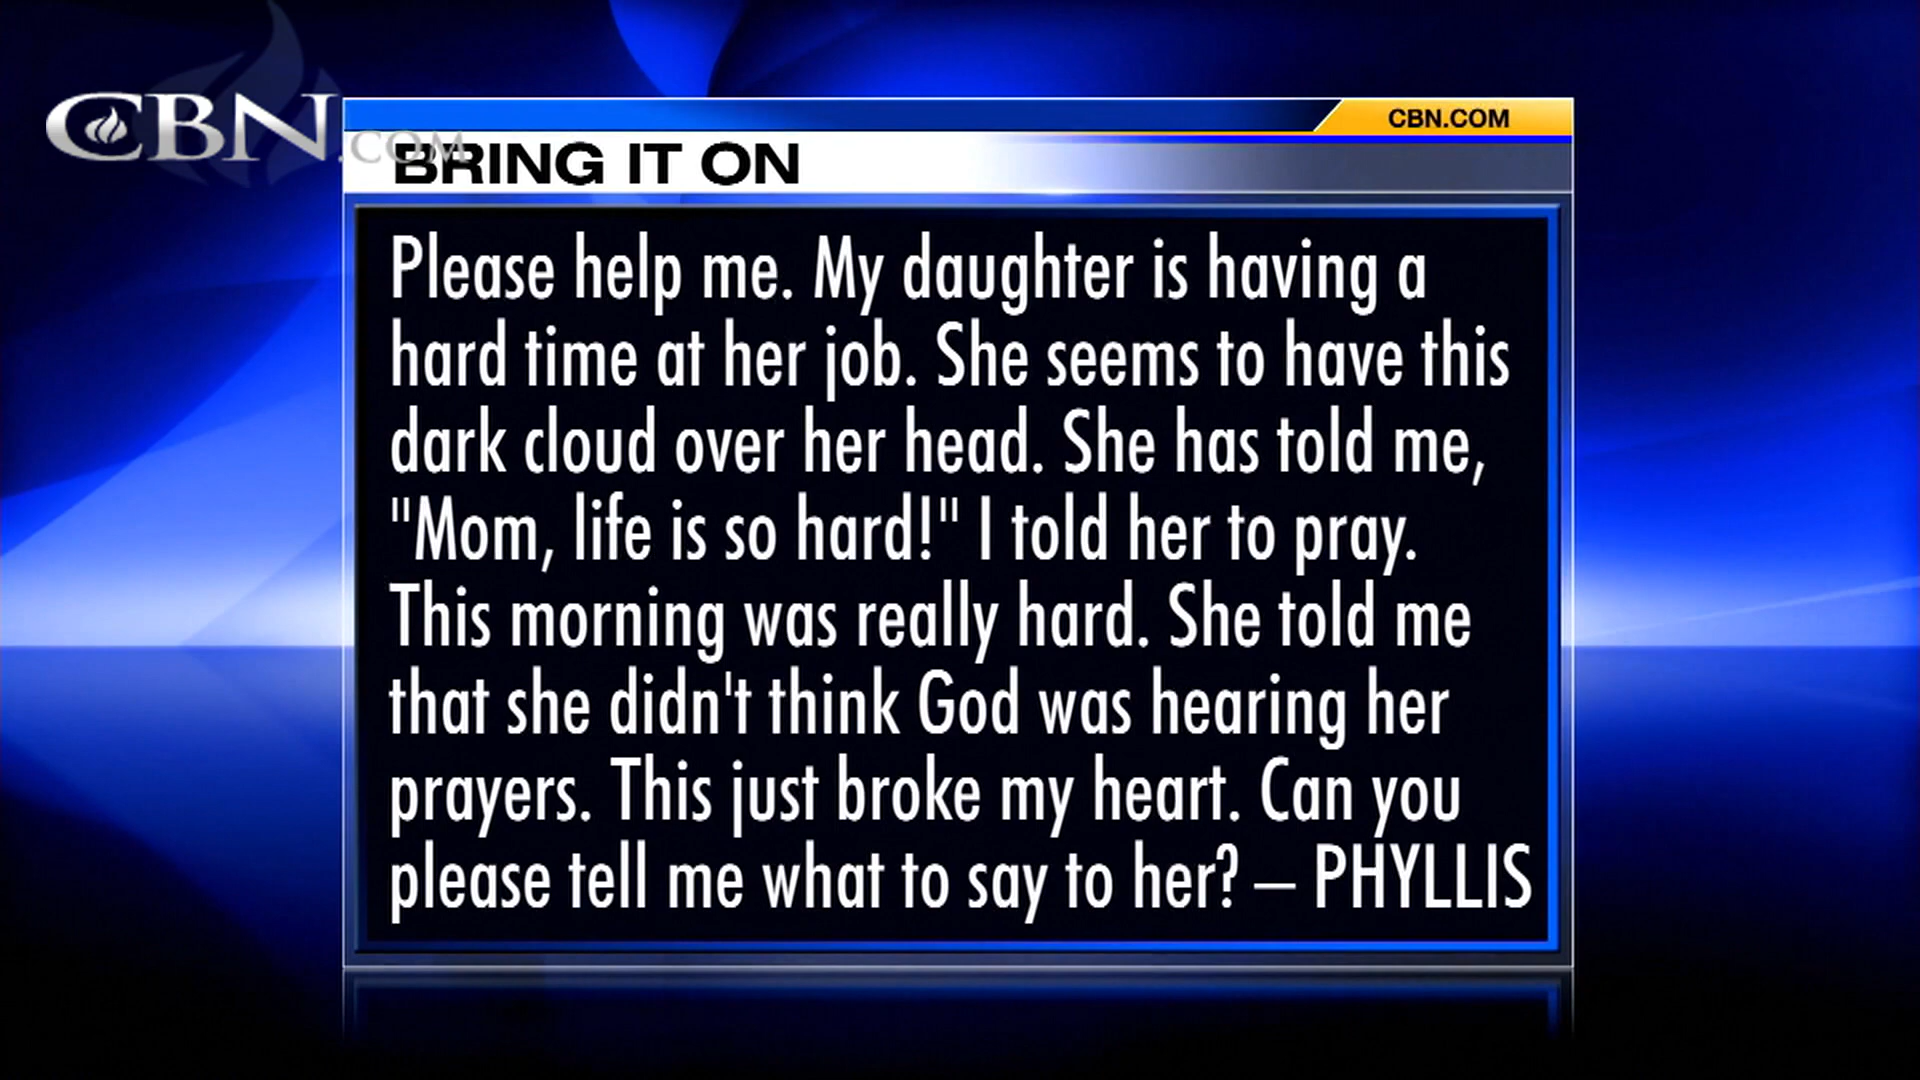 CBN.COM
CBN.COM
BRING IT ON
Please help me. My daughter is having a
hard time at her job. She seems to have this
dark cloud over her head. She has told me,
"Mom, life is so hard!" I told her to pray.
This morning was really hard. She told me
that she didn't think God was hearing her
prayers. This just broke my heart. Can you
please tell me what to say to her? – PHYLLIS